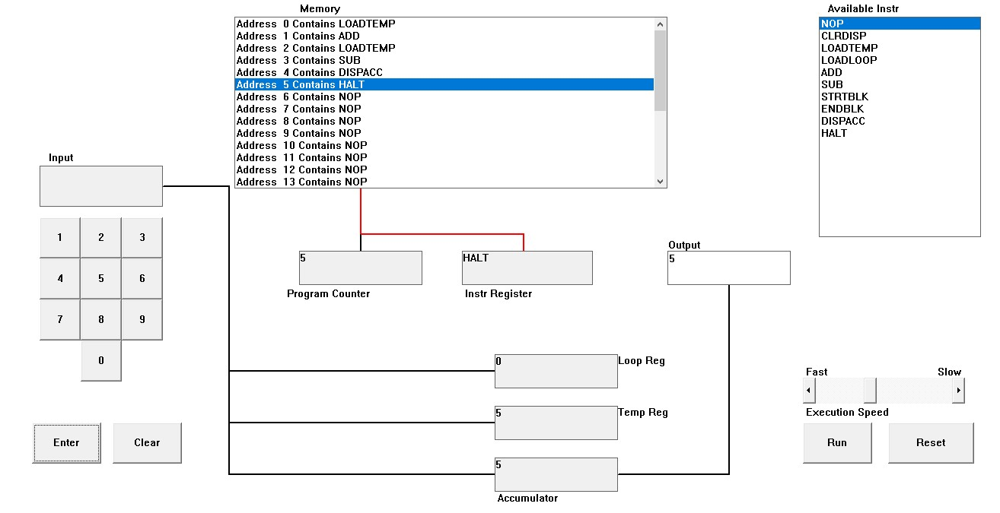 Memory
Address 0 Contains LOADTEMP
Address 1 Contains ADD
Address 2 Contains LOADTEMP
Address 3 Contains SUB
Address 4 Contains DISPACC
Address 5 Contains HALT
Address 6 Contains NOP
Address 7 Contains NOP
Address 8 Contains NOP
Address 9 Contains NOP
Address 10 Contains NOP
Address 11 Contains NOP
Address 12 Contains NOP
Address 13 Contains NOP
Available Instr
NOP
CLRDISP
LOADTEMP
LOADLOOP
ADD
SUB
STRTBLK
ENDBLK
DISPACC
HALT
Input
1 2 3
4 5 6
7 8 9
0
Enter Clear
5
Program Counter
HALT
Instr Register
Output
5
0
Loop Reg
5
Temp Reg
5
Accumulator
Fast Slow
Execution Speed
Run Reset